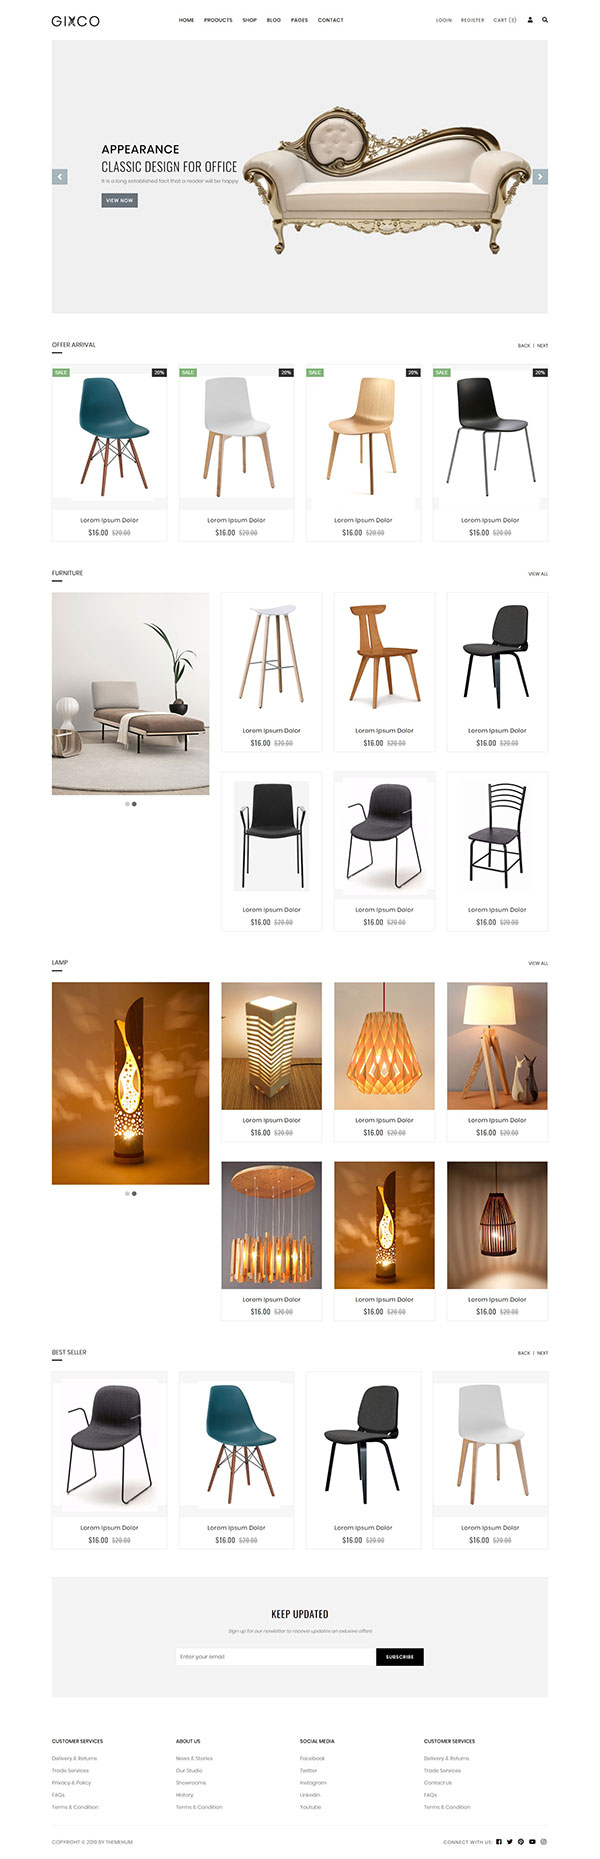 GIXCO
HOME PRODUCTS SHOP BLOG PAGES CONTACT
LOGIN REGISTER CART (3)
APPEARANCE
CLASSIC DESIGN FOR OFFICE
It is a long established fact that a reader will be happy
VIEW NOW
OFFER ARRIVAL
BACK | NEXT
SALE 20%
SALE 20%
SALE 20%
SALE 20%
Lorem Ipsum Dolor
$16.00 $20.00
Lorem Ipsum Dolor
$16.00 $20.00
Lorem Ipsum Dolor
$16.00 $20.00
Lorem Ipsum Dolor
$16.00 $20.00
FURNITURE
VIEW ALL
Lorem Ipsum Dolor
$16.00 $20.00
Lorem Ipsum Dolor
$16.00 $20.00
Lorem Ipsum Dolor
$16.00 $20.00
Lorem Ipsum Dolor
$16.00 $20.00
Lorem Ipsum Dolor
$16.00 $20.00
Lorem Ipsum Dolor
$16.00 $20.00
LAMP
VIEW ALL
Lorem Ipsum Dolor
$16.00 $20.00
Lorem Ipsum Dolor
$16.00 $20.00
Lorem Ipsum Dolor
$16.00 $20.00
Lorem Ipsum Dolor
$16.00 $20.00
Lorem Ipsum Dolor
$16.00 $20.00
Lorem Ipsum Dolor
$16.00 $20.00
BEST SELLER
BACK | NEXT
Lorem Ipsum Dolor
$16.00 $20.00
Lorem Ipsum Dolor
$16.00 $20.00
Lorem Ipsum Dolor
$16.00 $20.00
Lorem Ipsum Dolor
$16.00 $20.00
KEEP UPDATED
Sign up for our newletter to recevie updates an exlusive offers
Enter your email
SUBSCRIBE
CUSTOMER SERVICES
Delivery & Returns
Trade Services
Privacy & Policy
FAQs
Terms & Condition
ABOUT US
News & Stories
Our Studio
Showrooms
History
Terms & Condition
SOCIAL MEDIA
Facebook
Twitter
Instagram
Linkedin
Youtube
CUSTOMER SERVICES
Delivery & Returns
Trade Services
Contact Us
FAQs
Terms & Condition
COPYRIGHT © 2019 BY THEMEHUM
CONNECT WITH US: